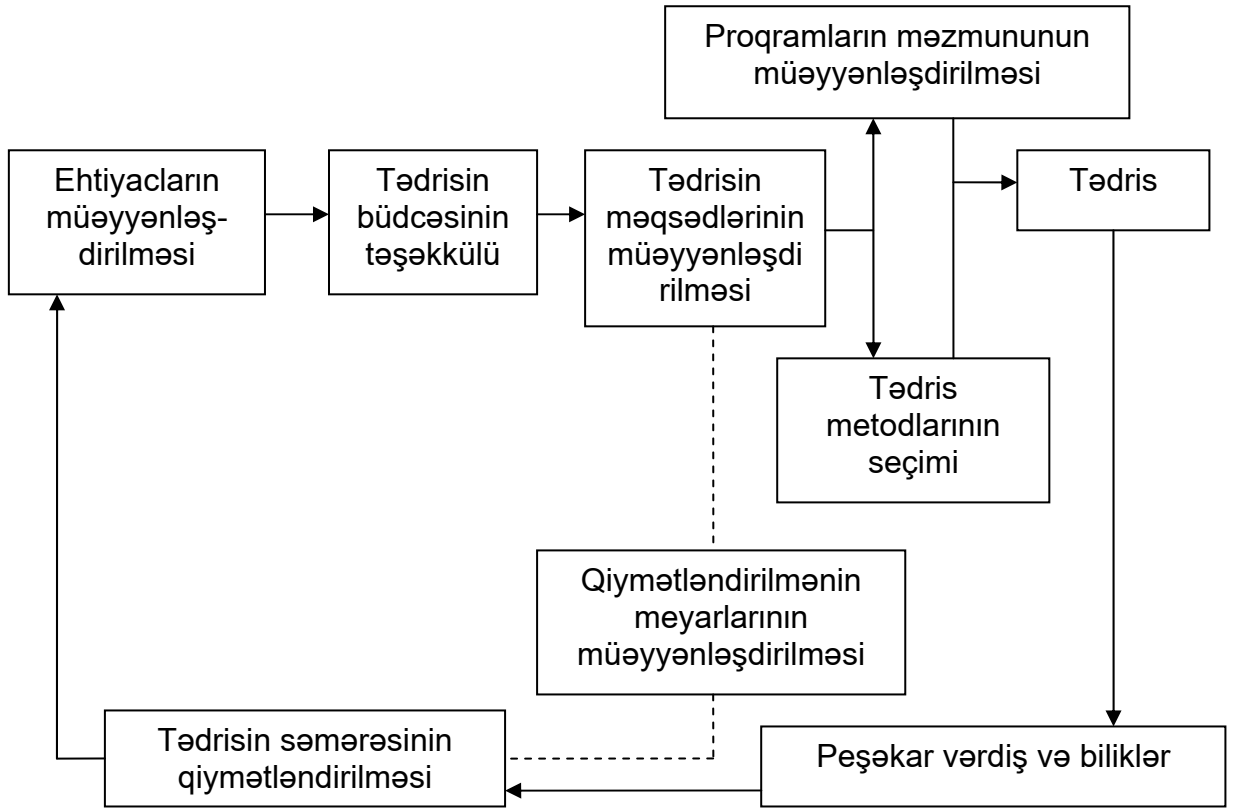 Proqramların məzmununun
müəyyənləşdirilməsi
Ehtiyacların
müəyyənləş-
dirilməsi
Tədrisin
büdcəsinin
təşəkkülü
Tədrisin
məqsədlərinin
müəyyənləşdi
rilməsi
Tədris
Tədris
metodlarının
seçimi
Qiymətləndirilmənin
meyarlarının
müəyyənləşdirilməsi
Tədrisin səmərəsinin
qiymətləndirilməsi
Peşəkar vərdiş və biliklər